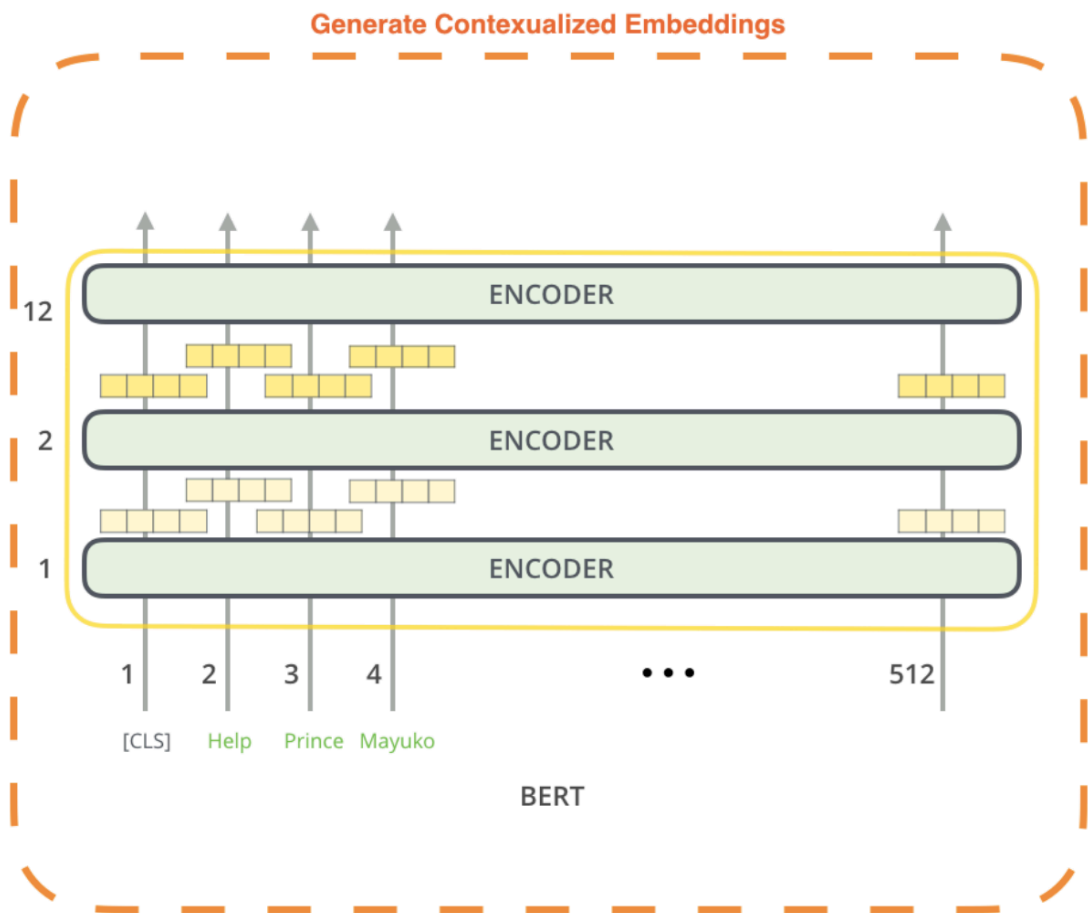 Generate Contexualized Embeddings
12 ENCODER
2 ENCODER
1 ENCODER
1 2 3 4 ••• 512
[CLS] Help Prince Mayuko
BERT